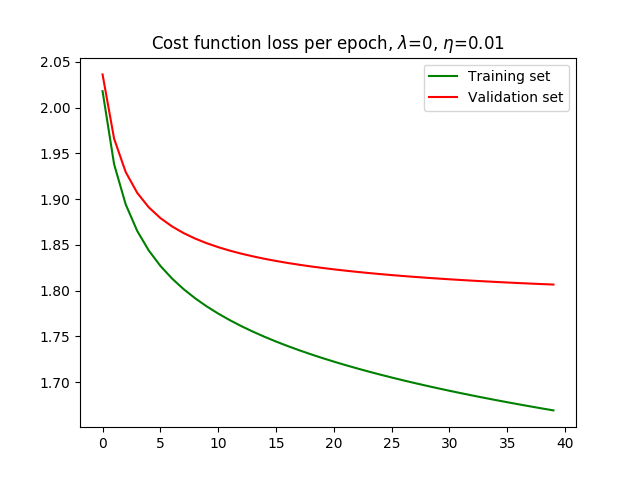 Cost function loss per epoch, λ=0, η=0.01
Training set
Validation set
2.05
2.00
1.95
1.90
1.85
1.80
1.75
1.70
0 5 10 15 20 25 30 35 40